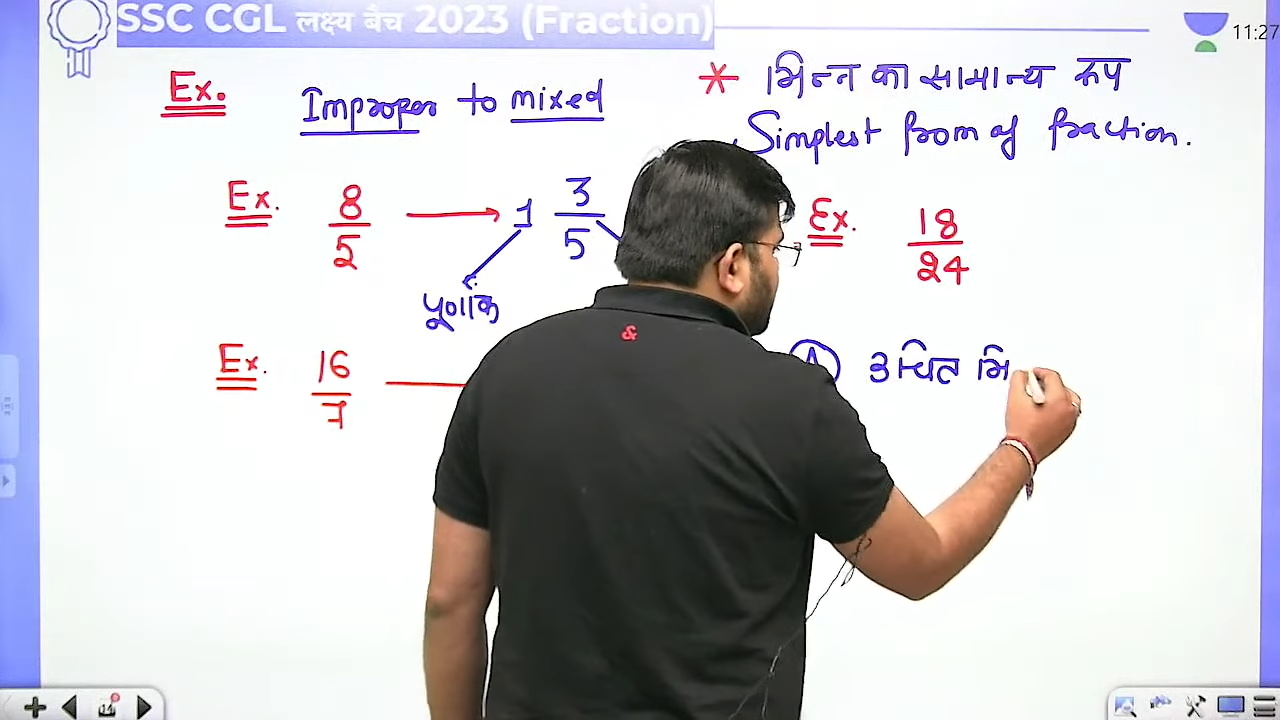 SSC CGL लक्ष्य बैच 2023 (Fraction)
11:27
Ex. Improper to mixed
Ex. 8/5 → 1 3/5
पूर्णांक
Ex. 16/7
* भिन्न का सामान्य रूप
Simplest from of fraction.
Ex. 18/24
A उचित भि